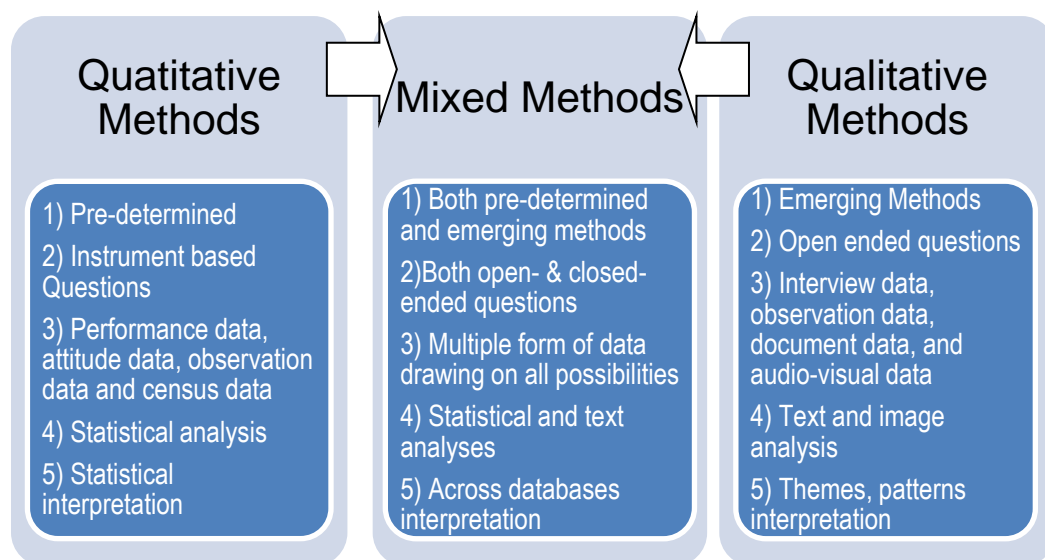 Quatitative
Methods
1) Pre-determined
2) Instrument based
Questions
3) Performance data,
attitude data, observation
data and census data
4) Statistical analysis
5) Statistical
interpretation
Mixed Methods
1) Both pre-determined
and emerging methods
2)Both open- & closed-
ended questions
3) Multiple form of data
drawing on all possibilities
4) Statistical and text
analyses
5) Across databases
interpretation
Qualitative
Methods
1) Emerging Methods
2) Open ended questions
3) Interview data,
observation data,
document data, and
audio-visual data
4) Text and image
analysis
5) Themes, patterns
interpretation